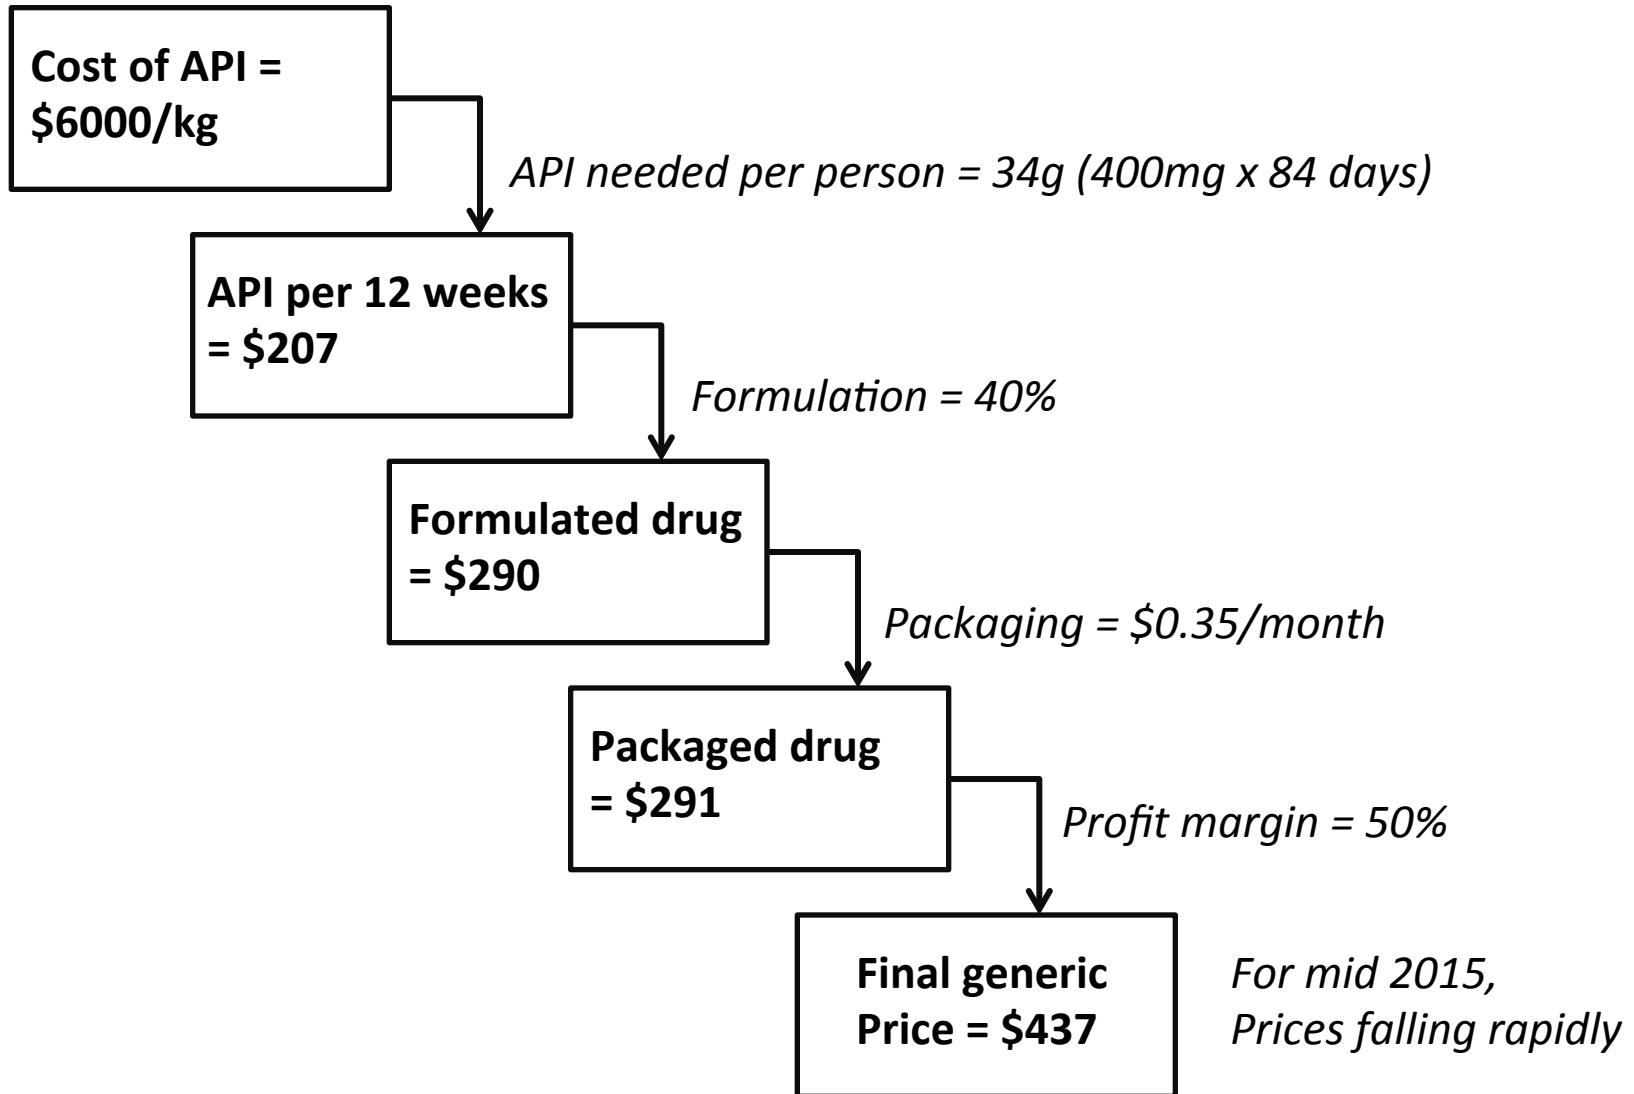 Cost of API =
$6000/kg
API needed per person = 34g (400mg x 84 days)
API per 12 weeks
= $207
Formulation = 40%
Formulated drug
= $290
Packaging = $0.35/month
Packaged drug
= $291
Profit margin = 50%
Final generic
Price = $437
For mid 2015,
Prices falling rapidly